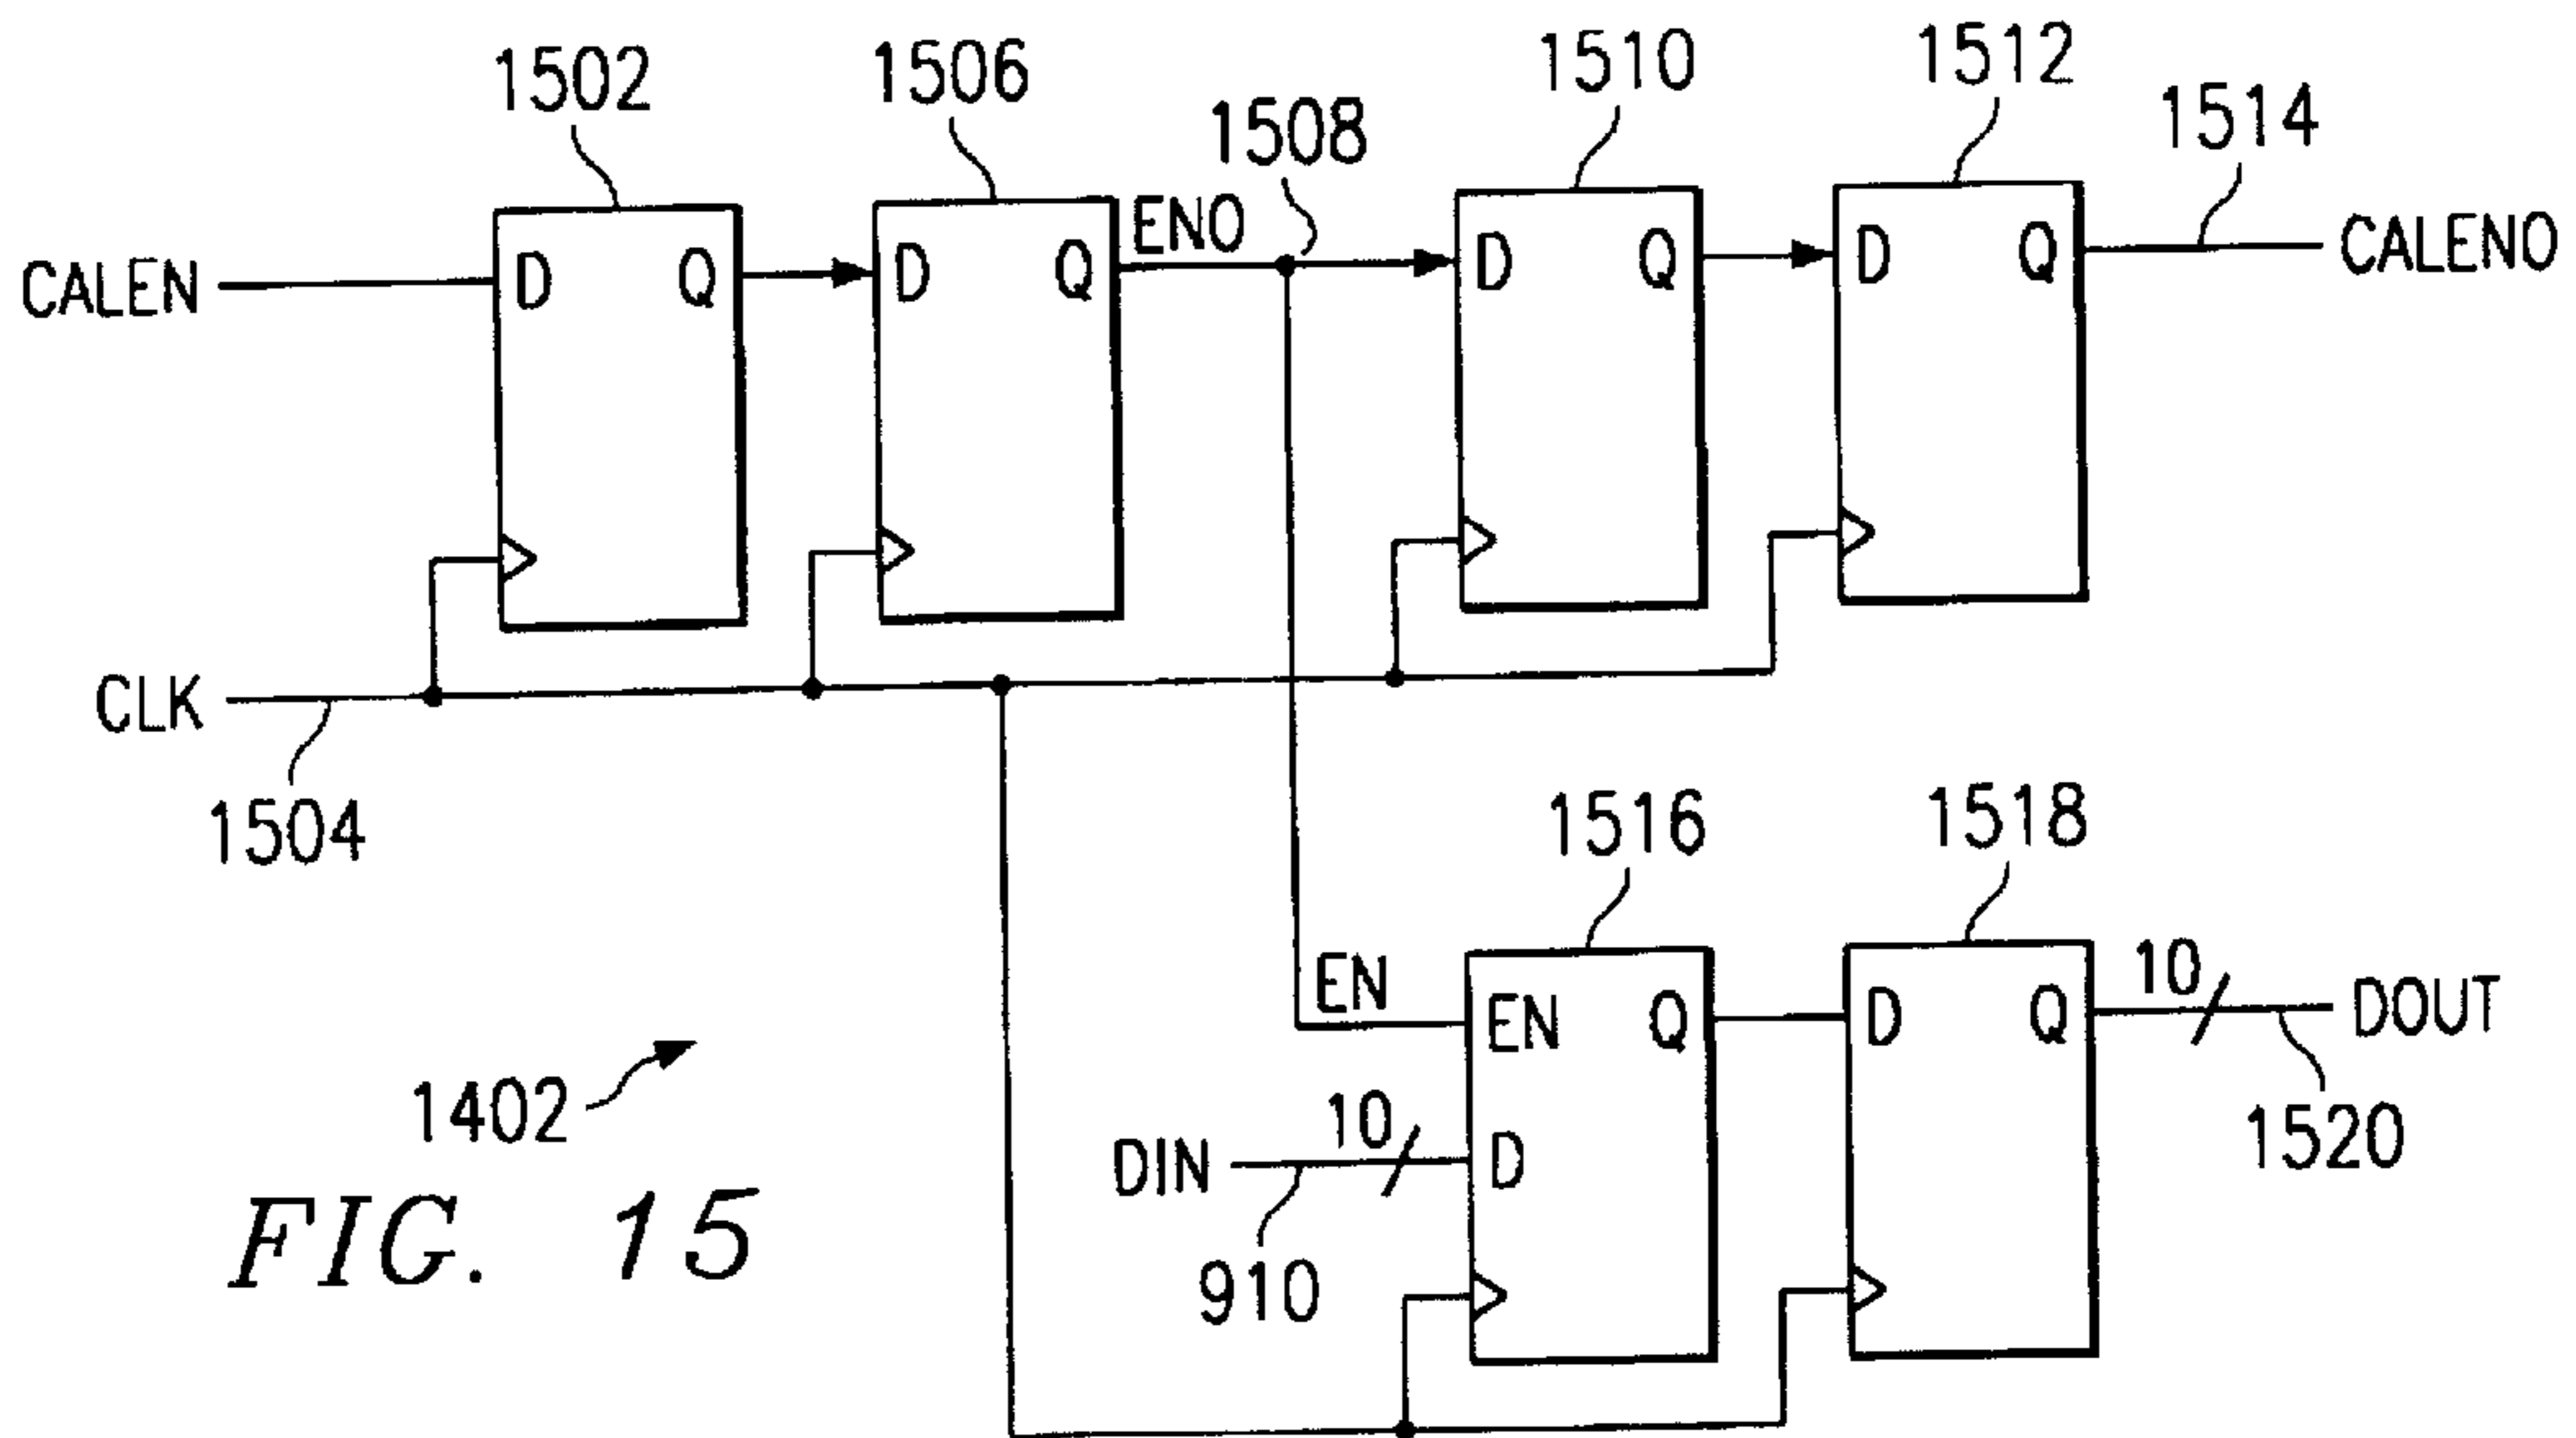 1502
1506
1508
1510
1512
1514
CALEN
D Q
D Q
ENO
D Q
D Q
CALENO
CLK
1504
1516
1518
EN
EN Q
D Q
10
DOUT
1520
1402
DIN
10
D
910
FIG. 15